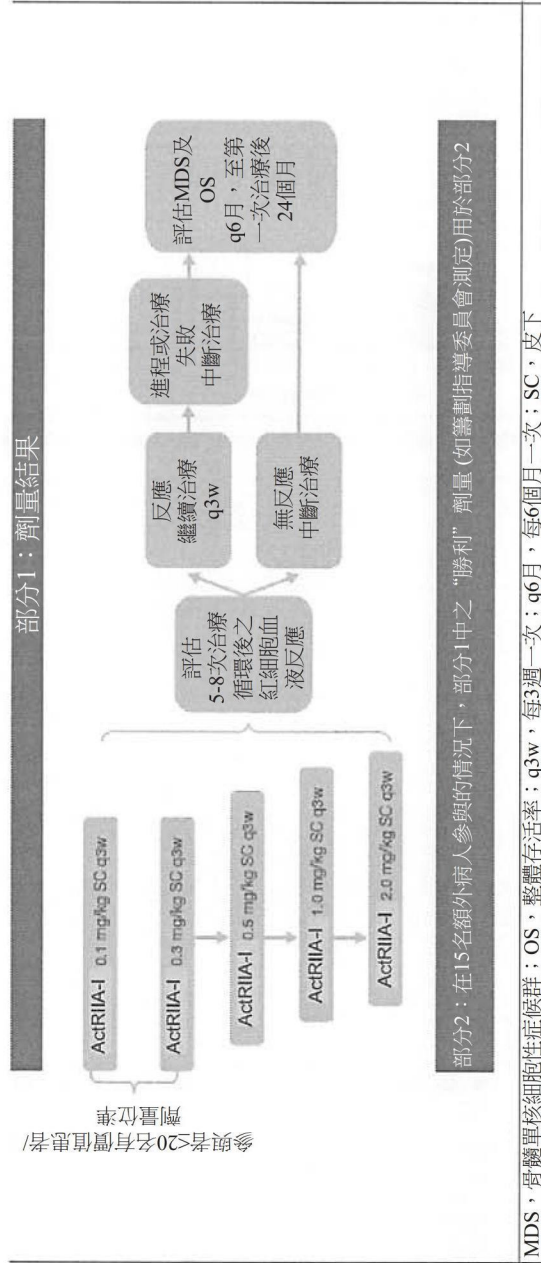 部分1：劑量結果
參與者<20名有價值患者/
劑量位準
ActRIIA-I 0.1 mg/kg SC q3w
ActRIIA-I 0.3 mg/kg SC q3w
ActRIIA-I 0.5 mg/kg SC q3w
ActRIIA-I 1.0 mg/kg SC q3w
ActRIIA-I 2.0 mg/kg SC q3w
評估
5-8次治療
循環後之
紅細胞血
液反應
反應
繼續治療
q3w
無反應
中斷治療
進程或治療
失敗
中斷治療
評估MDS及
OS
q6月，至第
一次治療後
24個月
部分2：在15名額外病人參與的情況下，部分1中之 “勝利” 劑量 (如籌劃指導委員會測定)用於部分2
MDS，骨髓單核細胞性症候群；OS，整體存活率；q3w，每3週一次；q6月，每6個月一次；SC，皮下